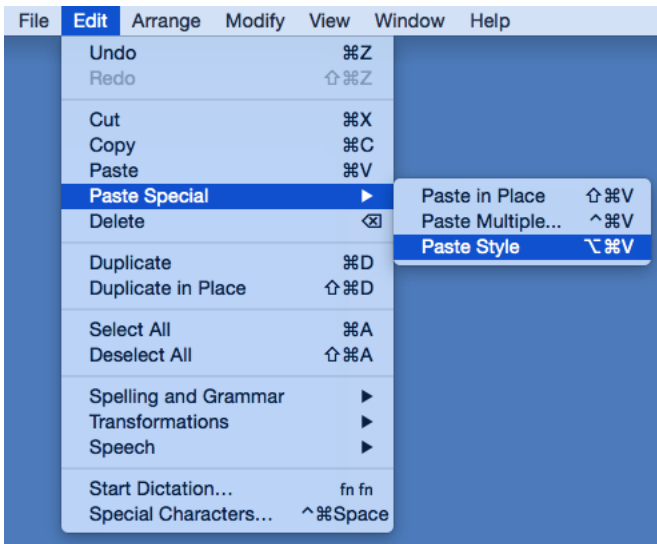 File Edit Arrange Modify View Window Help
Undo ⌘Z
Redo ⇧⌘Z
Cut ⌘X
Copy ⌘C
Paste ⌘V
Paste Special ▶
Delete ⌫
Duplicate ⌘D
Duplicate in Place ⇧⌘D
Select All ⌘A
Deselect All ⇧⌘A
Spelling and Grammar ▶
Transformations ▶
Speech ▶
Start Dictation... fn fn
Special Characters... ^⌘Space
Paste in Place ⇧⌘V
Paste Multiple... ^⌘V
Paste Style ⌥⌘V